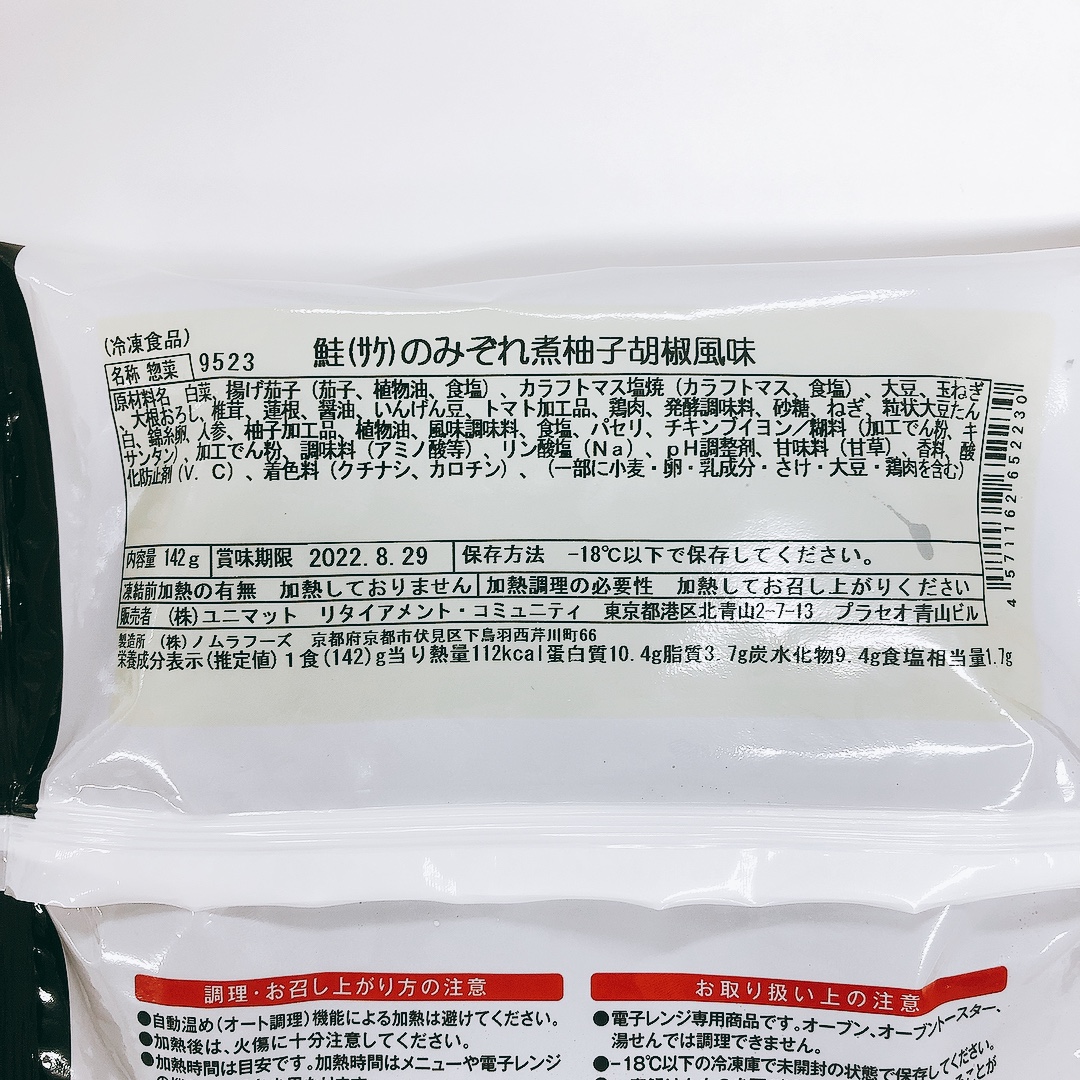 (冷凍食品)
名称 惣菜 9523 鮭(ｻｹ)のみぞれ煮柚子胡椒風味
原材料名 白菜、揚げ茄子（茄子、植物油、食塩）、カラフトマス塩焼（カラフトマス、食塩）、大豆、玉ねぎ
、大根おろし、椎茸、蓮根、醤油、いんげん豆、トマト加工品、鶏肉、発酵調味料、砂糖、ねぎ、粒状大豆たん
白、錦糸卵、人参、柚子加工品、植物油、風味調味料、食塩、パセリ、チキンブイヨン／糊料（加工でん粉、キ
サンタン）、加工でん粉、調味料（アミノ酸等）、リン酸塩（Na）、pH調整剤、甘味料（甘草）、香料、酸
化防止剤（V.C）、着色料（クチナシ、カロチン）、（一部に小麦・卵・乳成分・さけ・大豆・鶏肉を含む）
内容量 142g 賞味期限 2022.8.29 保存方法 -18℃以下で保存してください。
凍結前加熱の有無 加熱しておりません 加熱調理の必要性 加熱してお召し上がりください
販売者 (株)ユニマット リタイアメント・コミュニティ 東京都港区北青山2-7-13 プラセオ青山ビル
製造所 (株)ノムラフーズ 京都府京都市伏見区下鳥羽西芹川町66
栄養成分表示(推定値)1食(142)g当り熱量112kcal蛋白質10.4g脂質3.7g炭水化物9.4g食塩相当量1.7g
4571162652230
調理・お召し上がり方の注意
●自動温め(オート調理)機能による加熱は避けてください。
●加熱後は、火傷に十分注意してください。
●加熱時間は目安です。加熱時間はメニューや電子レンジ
お取り扱い上の注意
●電子レンジ専用商品です。オーブン、オーブントースター、
湯せんでは調理できません。
●-18℃以下の冷凍庫で未開封の状態で保存してください。